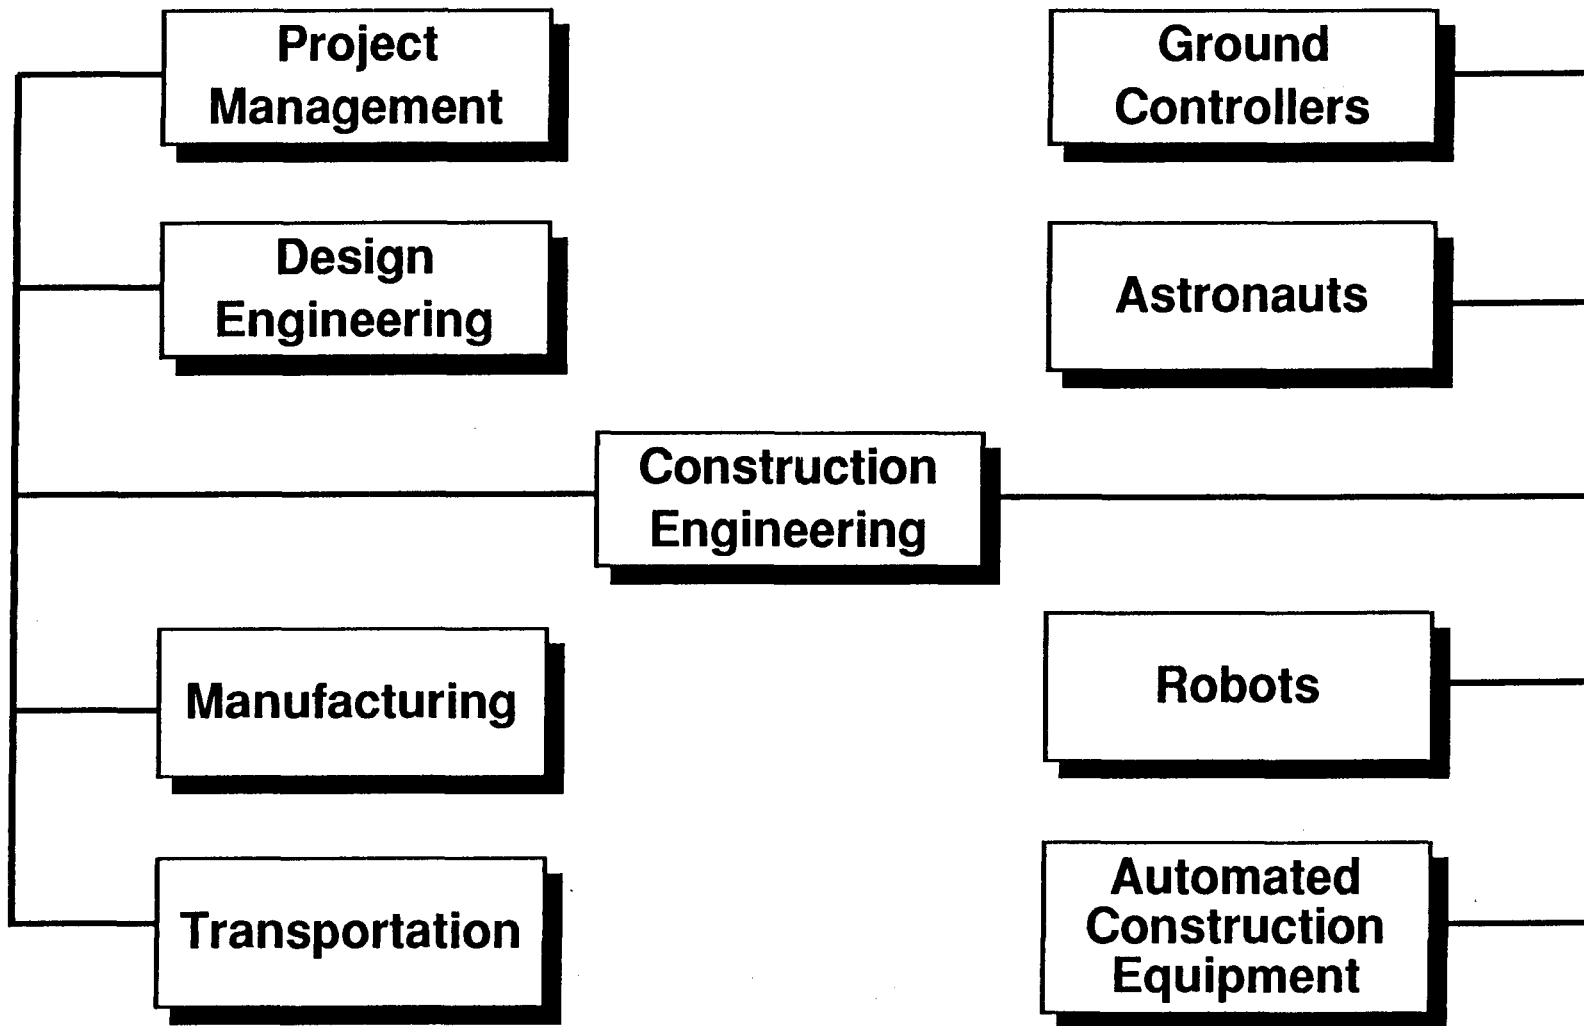 Project
Management
Ground
Controllers
Design
Engineering
Astronauts
Construction
Engineering
Manufacturing
Robots
Transportation
Automated
Construction
Equipment